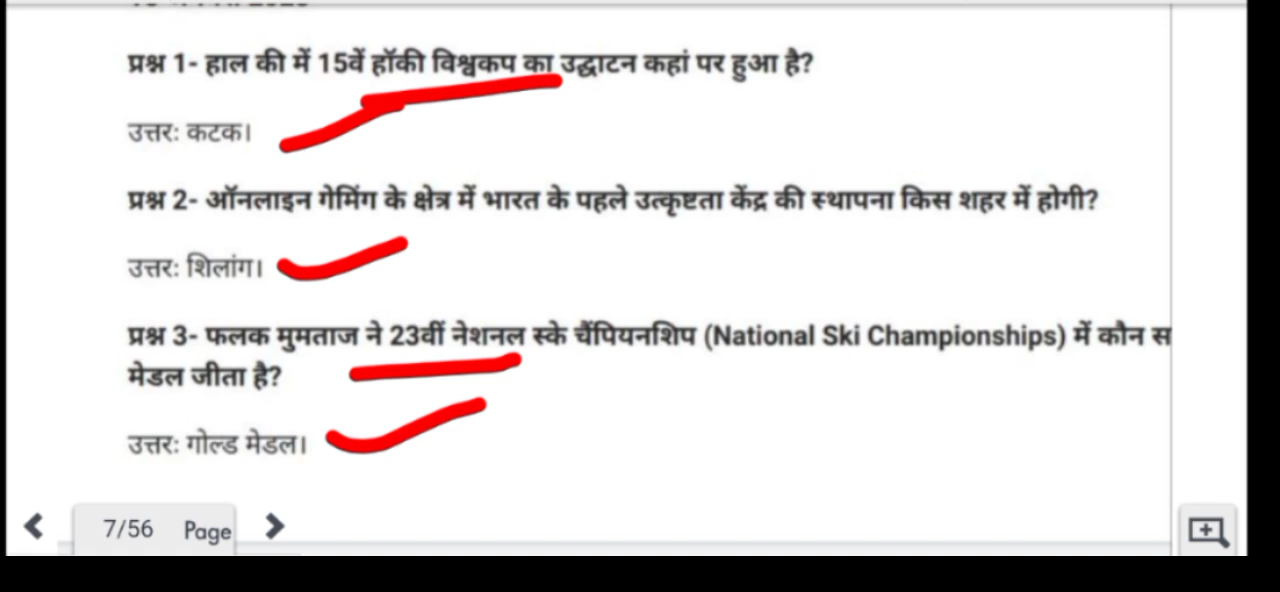 प्रश्न 1- हाल की में 15वें हॉकी विश्वकप का उद्घाटन कहां पर हुआ है?
उत्तर: कटक।
प्रश्न 2- ऑनलाइन गेमिंग के क्षेत्र में भारत के पहले उत्कृष्टता केंद्र की स्थापना किस शहर में होगी?
उत्तर: शिलांग।
प्रश्न 3- फलक मुमताज ने 23वीं नेशनल स्के चैंपियनशिप (National Ski Championships) में कौन स
मेडल जीता है?
उत्तर: गोल्ड मेडल।
7/56 Page